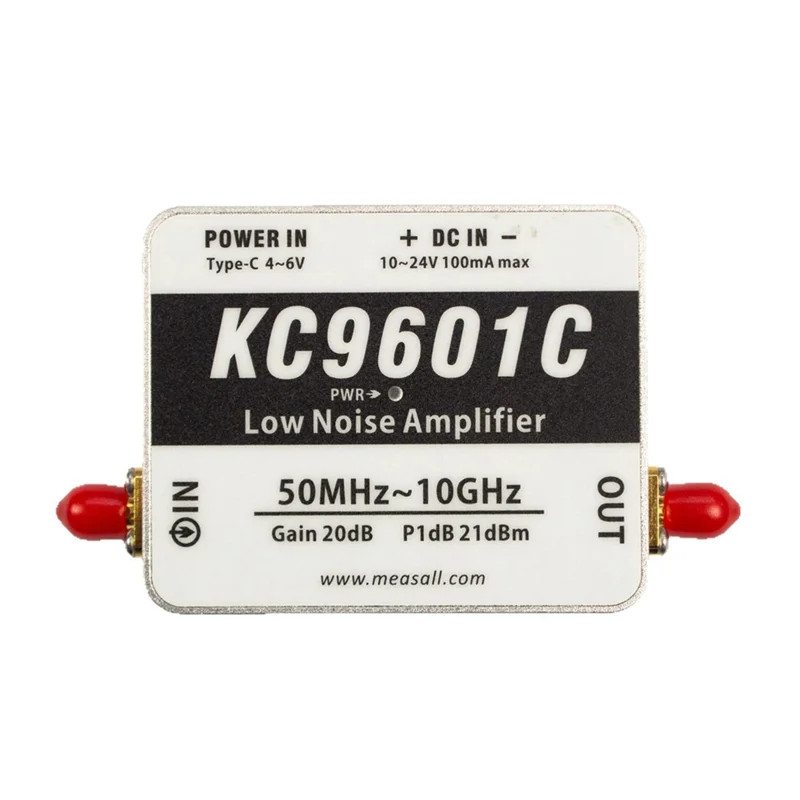 POWER IN
Type-C 4~6V
+ DC IN -
10~24V 100mA max
KC9601C
PWR
Low Noise Amplifier
IN
50MHz~10GHz
Gain 20dB P1dB 21dBm
OUT
www.measall.com